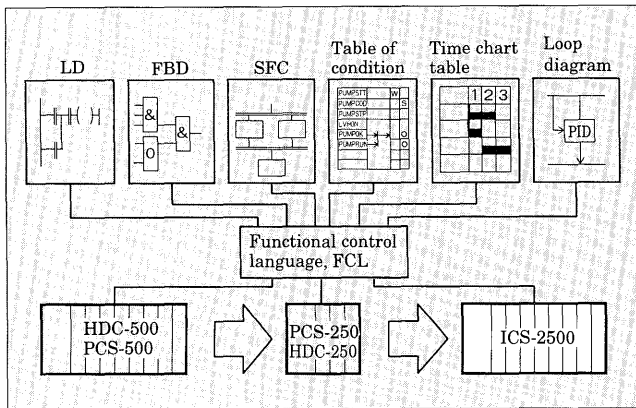 LD
FBD
SFC
Table of
condition
Time chart
table
Loop
diagram
&
&
O
PUMPSTT W
PUMPCOD S
PUMPSTP
LVHON
PUMPOK O
PUMPRUN O
1 2 3
PID
Functional control
language, FCL
HDC-500
PCS-500
PCS-250
HDC-250
ICS-2500